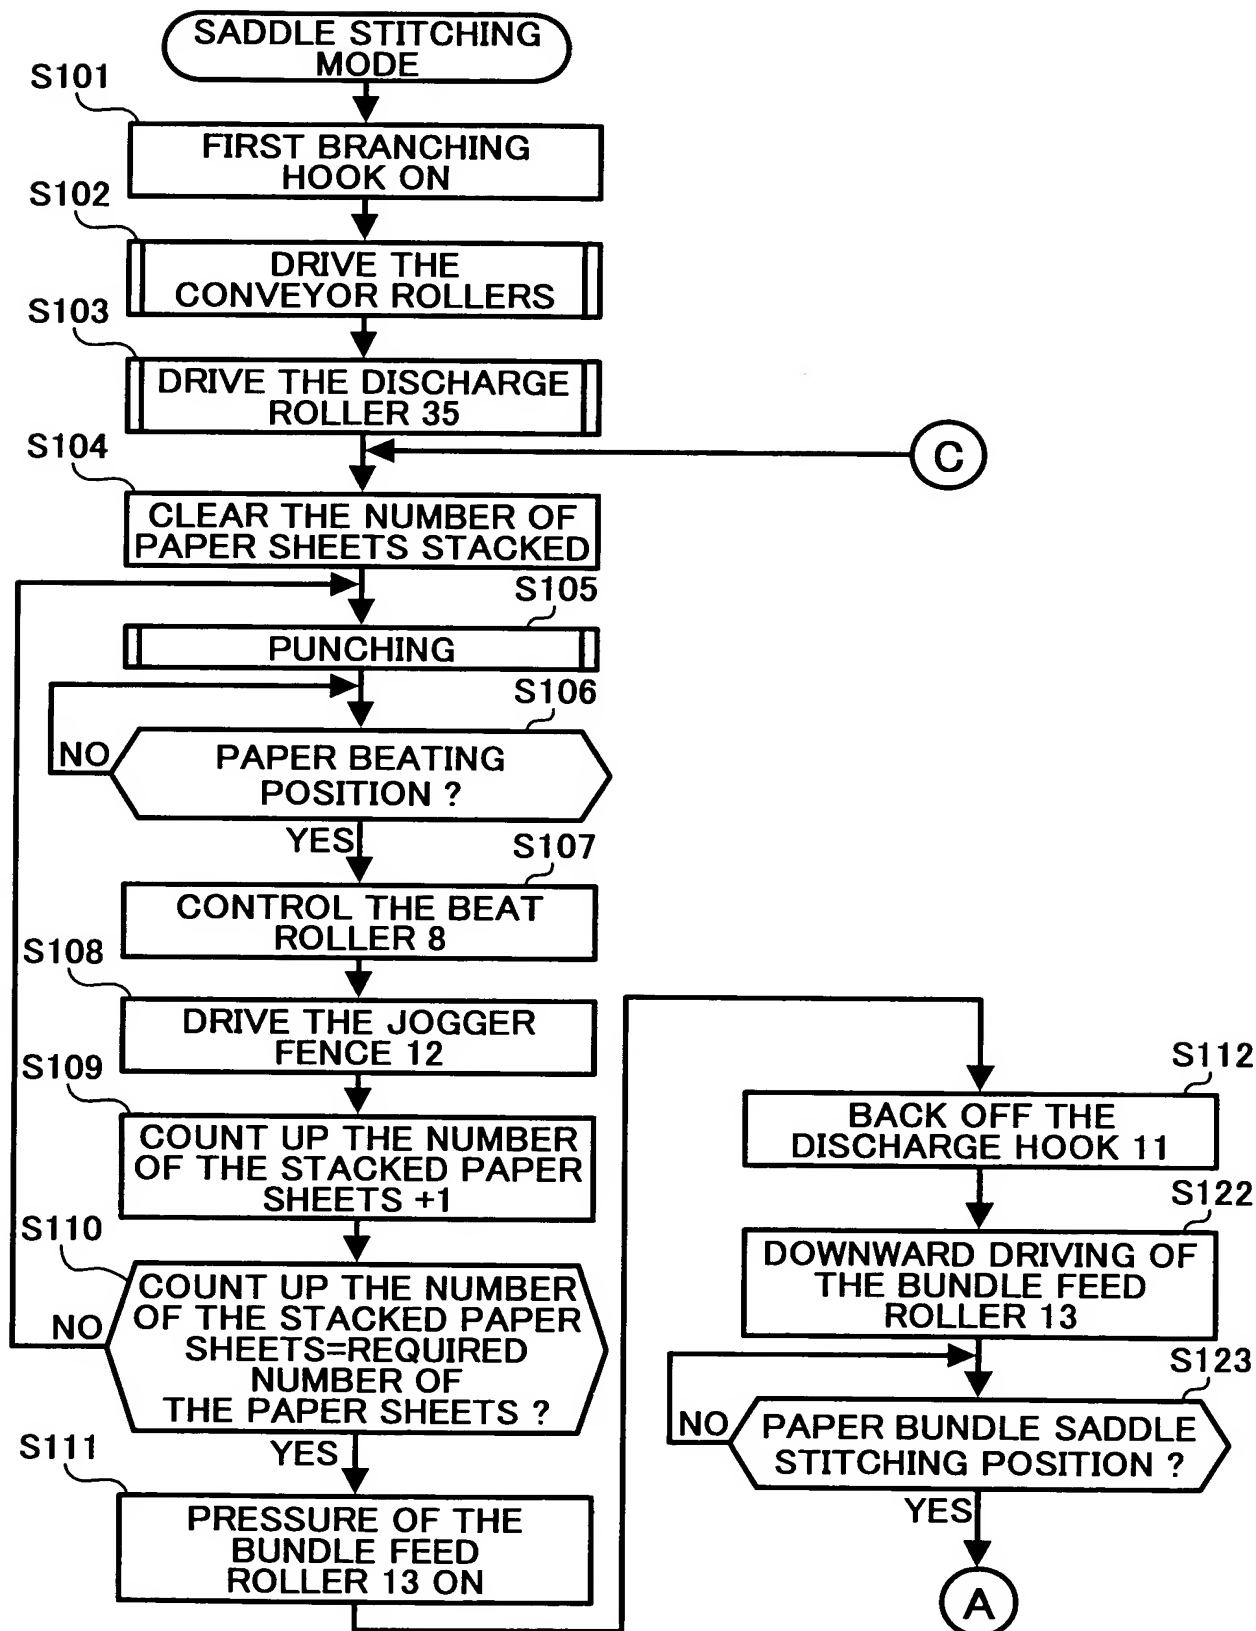 SADDLE STITCHING
MODE
S101
FIRST BRANCHING
HOOK ON
S102
DRIVE THE
CONVEYOR ROLLERS
S103
DRIVE THE DISCHARGE
ROLLER 35
S104
C
CLEAR THE NUMBER OF
PAPER SHEETS STACKED
S105
PUNCHING
S106
NO
PAPER BEATING
POSITION ?
YES
S107
CONTROL THE BEAT
ROLLER 8
S108
DRIVE THE JOGGER
FENCE 12
S109
COUNT UP THE NUMBER
OF THE STACKED PAPER
SHEETS +1
S110
NO
COUNT UP THE NUMBER
OF THE STACKED PAPER
SHEETS=REQUIRED
NUMBER OF
THE PAPER SHEETS ?
YES
S111
PRESSURE OF THE
BUNDLE FEED
ROLLER 13 ON
S112
BACK OFF THE
DISCHARGE HOOK 11
S122
DOWNWARD DRIVING OF
THE BUNDLE FEED
ROLLER 13
S123
NO
PAPER BUNDLE SADDLE
STITCHING POSITION ?
YES
A